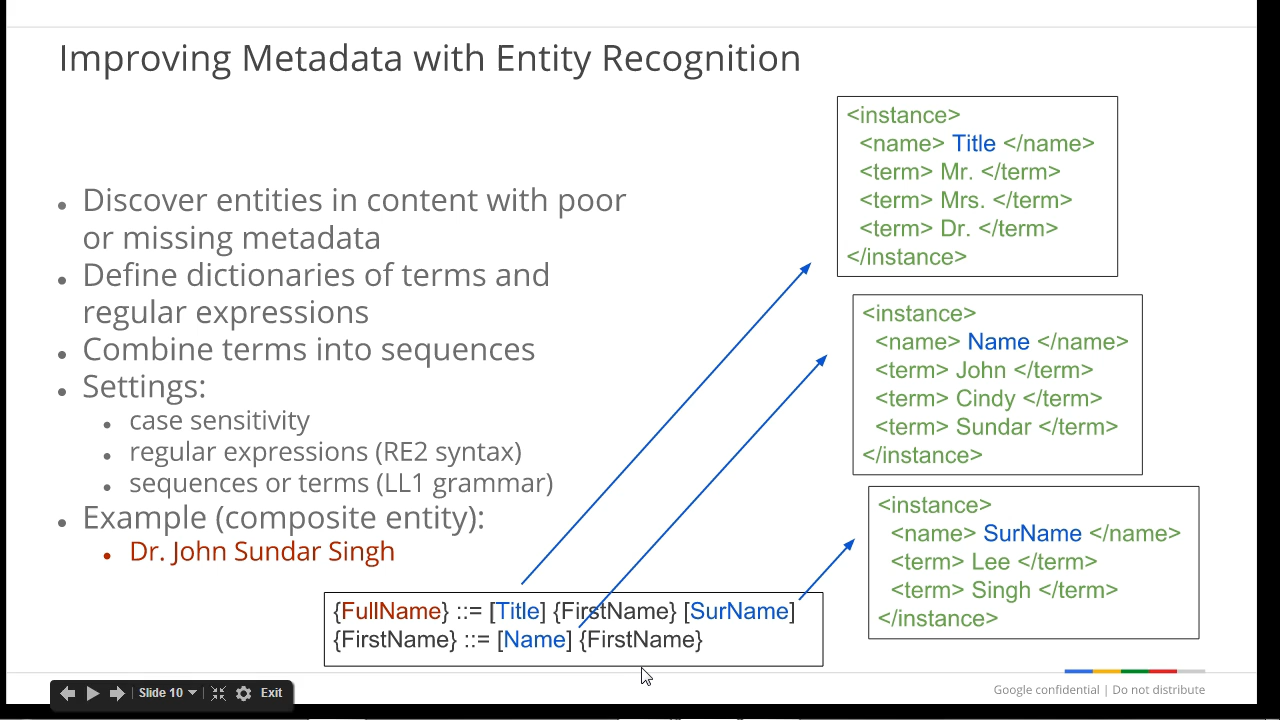 Improving Metadata with Entity Recognition
Discover entities in content with poor
or missing metadata
Define dictionaries of terms and
regular expressions
Combine terms into sequences
Settings:
case sensitivity
regular expressions (RE2 syntax)
sequences or terms (LL1 grammar)
Example (composite entity):
Dr. John Sundar Singh
<instance>
<name> Title </name>
<term> Mr. </term>
<term> Mrs. </term>
<term> Dr. </term>
</instance>
<instance>
<name> Name </name>
<term> John </term>
<term> Cindy </term>
<term> Sundar </term>
</instance>
<instance>
<name> SurName </name>
<term> Lee </term>
<term> Singh </term>
</instance>
{FullName} ::= [Title] {FirstName} [SurName]
{FirstName} ::= [Name] {FirstName}
Slide 10 Exit
Google confidential | Do not distribute